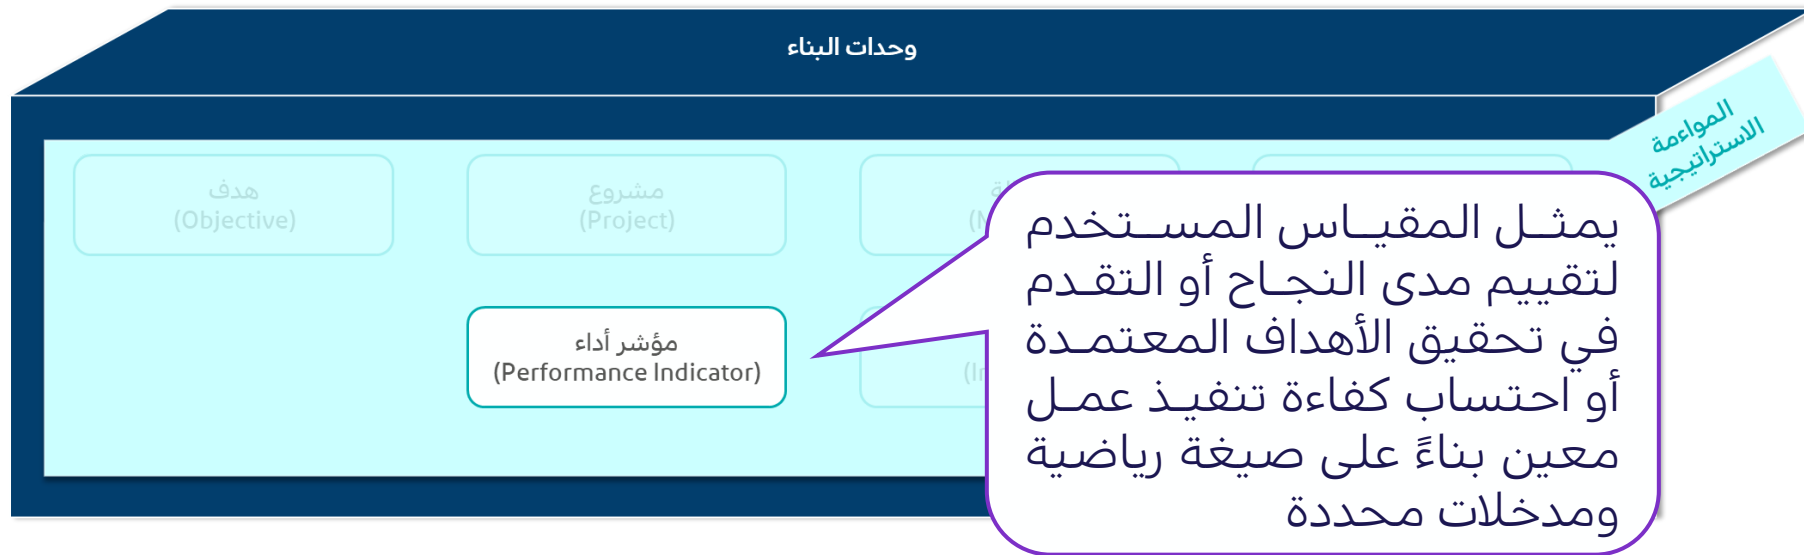 وحدات البناء
المواءمة
الاستراتيجية
مشروع
(Project)
هدف
(Objective)
مؤشر أداء
(Performance Indicator)
يمثل المقياس المستخدم
لتقييم مدى النجاح أو التقدم
في تحقيق الأهداف المعتمدة
أو احتساب كفاءة تنفيذ عمل
معين بناءً على صيغة رياضية
ومدخلات محددة